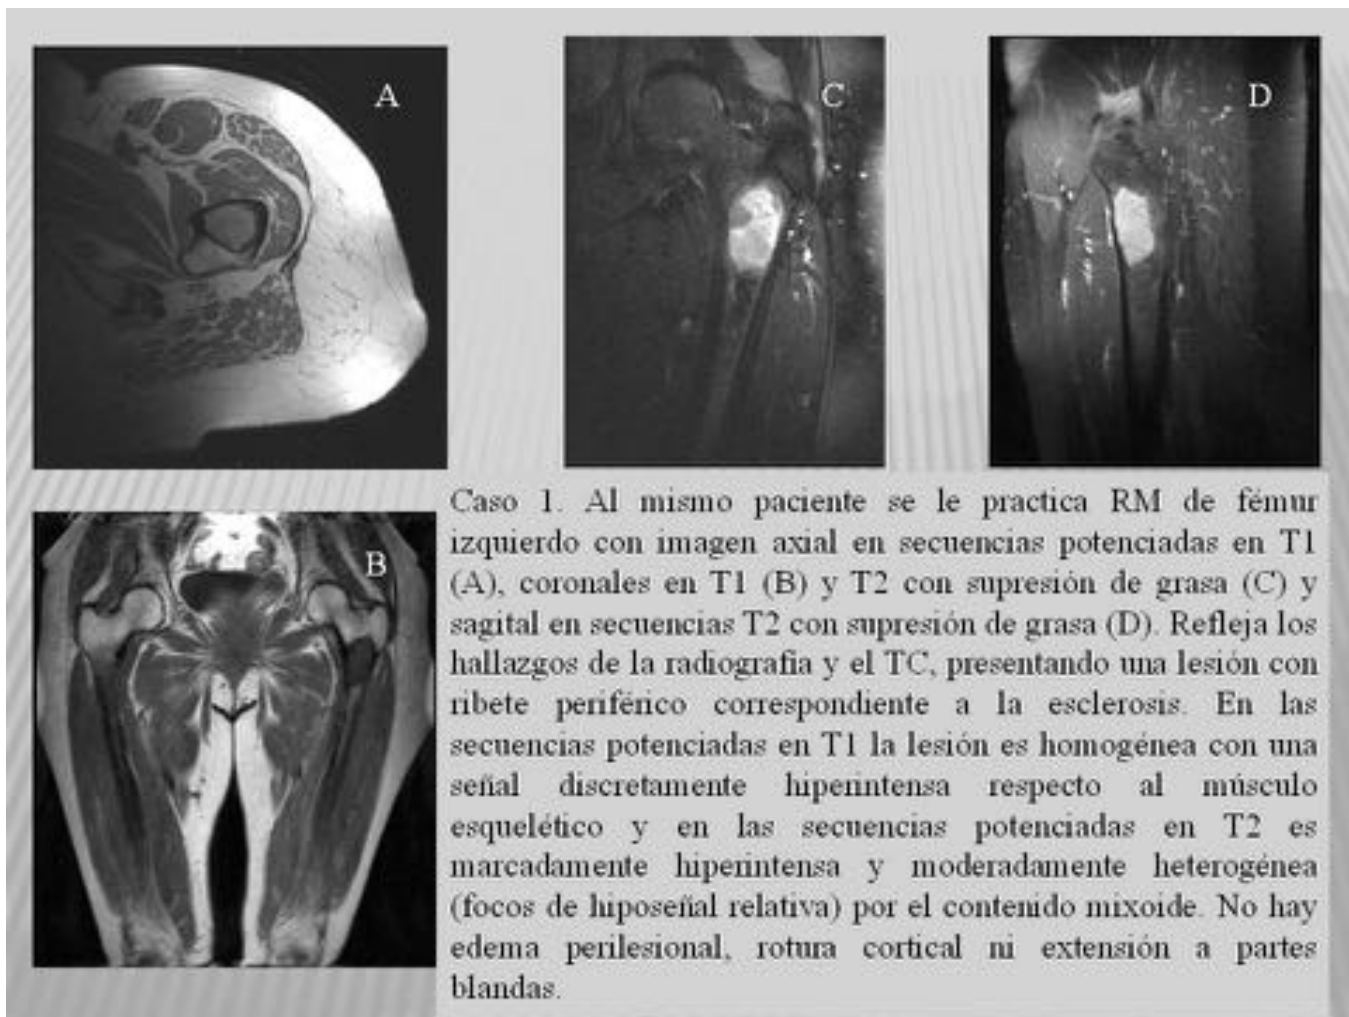 A
C
D
B
Caso 1. Al mismo paciente se le practica RM de fémur
izquierdo con imagen axial en secuencias potenciadas en T1
(A), coronales en T1 (B) y T2 con supresión de grasa (C) y
sagital en secuencias T2 con supresión de grasa (D). Refleja los
hallazgos de la radiografia y el TC, presentando una lesión con
ribete periférico correspondiente a la esclerosis. En las
secuencias potenciadas en T1 la lesión es homogénea con una
señal discretamente hiperintensa respecto al músculo
esquelético y en las secuencias potenciadas en T2 es
marcadamente hiperintensa y moderadamente heterogénea
(focos de hiposeñal relativa) por el contenido mixoide. No hay
edema perilesional, rotura cortical ni extensión a partes
blandas.